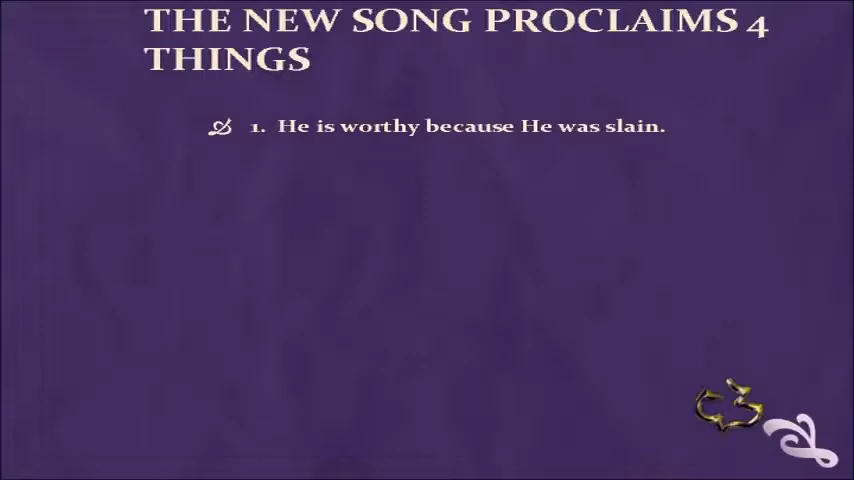 THE NEW SONG PROCLAIMS 4
THINGS
1. He is worthy because He was slain.